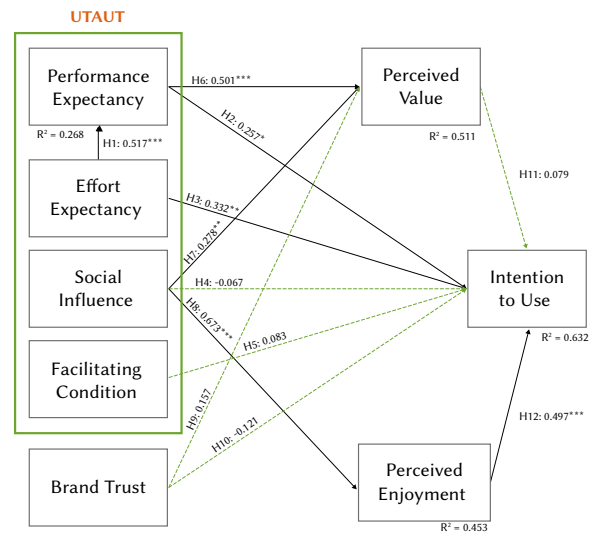 UTAUT
Performance
Expectancy
R² = 0.268
H1: 0.517***
Effort
Expectancy
Social
Influence
Facilitating
Condition
Brand Trust
H6: 0.501***
H2: 0.257*
H3: 0.332**
H7: 0.278**
H4: -0.067
H8: 0.673***
H5: 0.083
H9: 0.157
H10: -0.121
Perceived
Value
R² = 0.511
H11: 0.079
Intention
to Use
R² = 0.632
H12: 0.497***
Perceived
Enjoyment
R² = 0.453